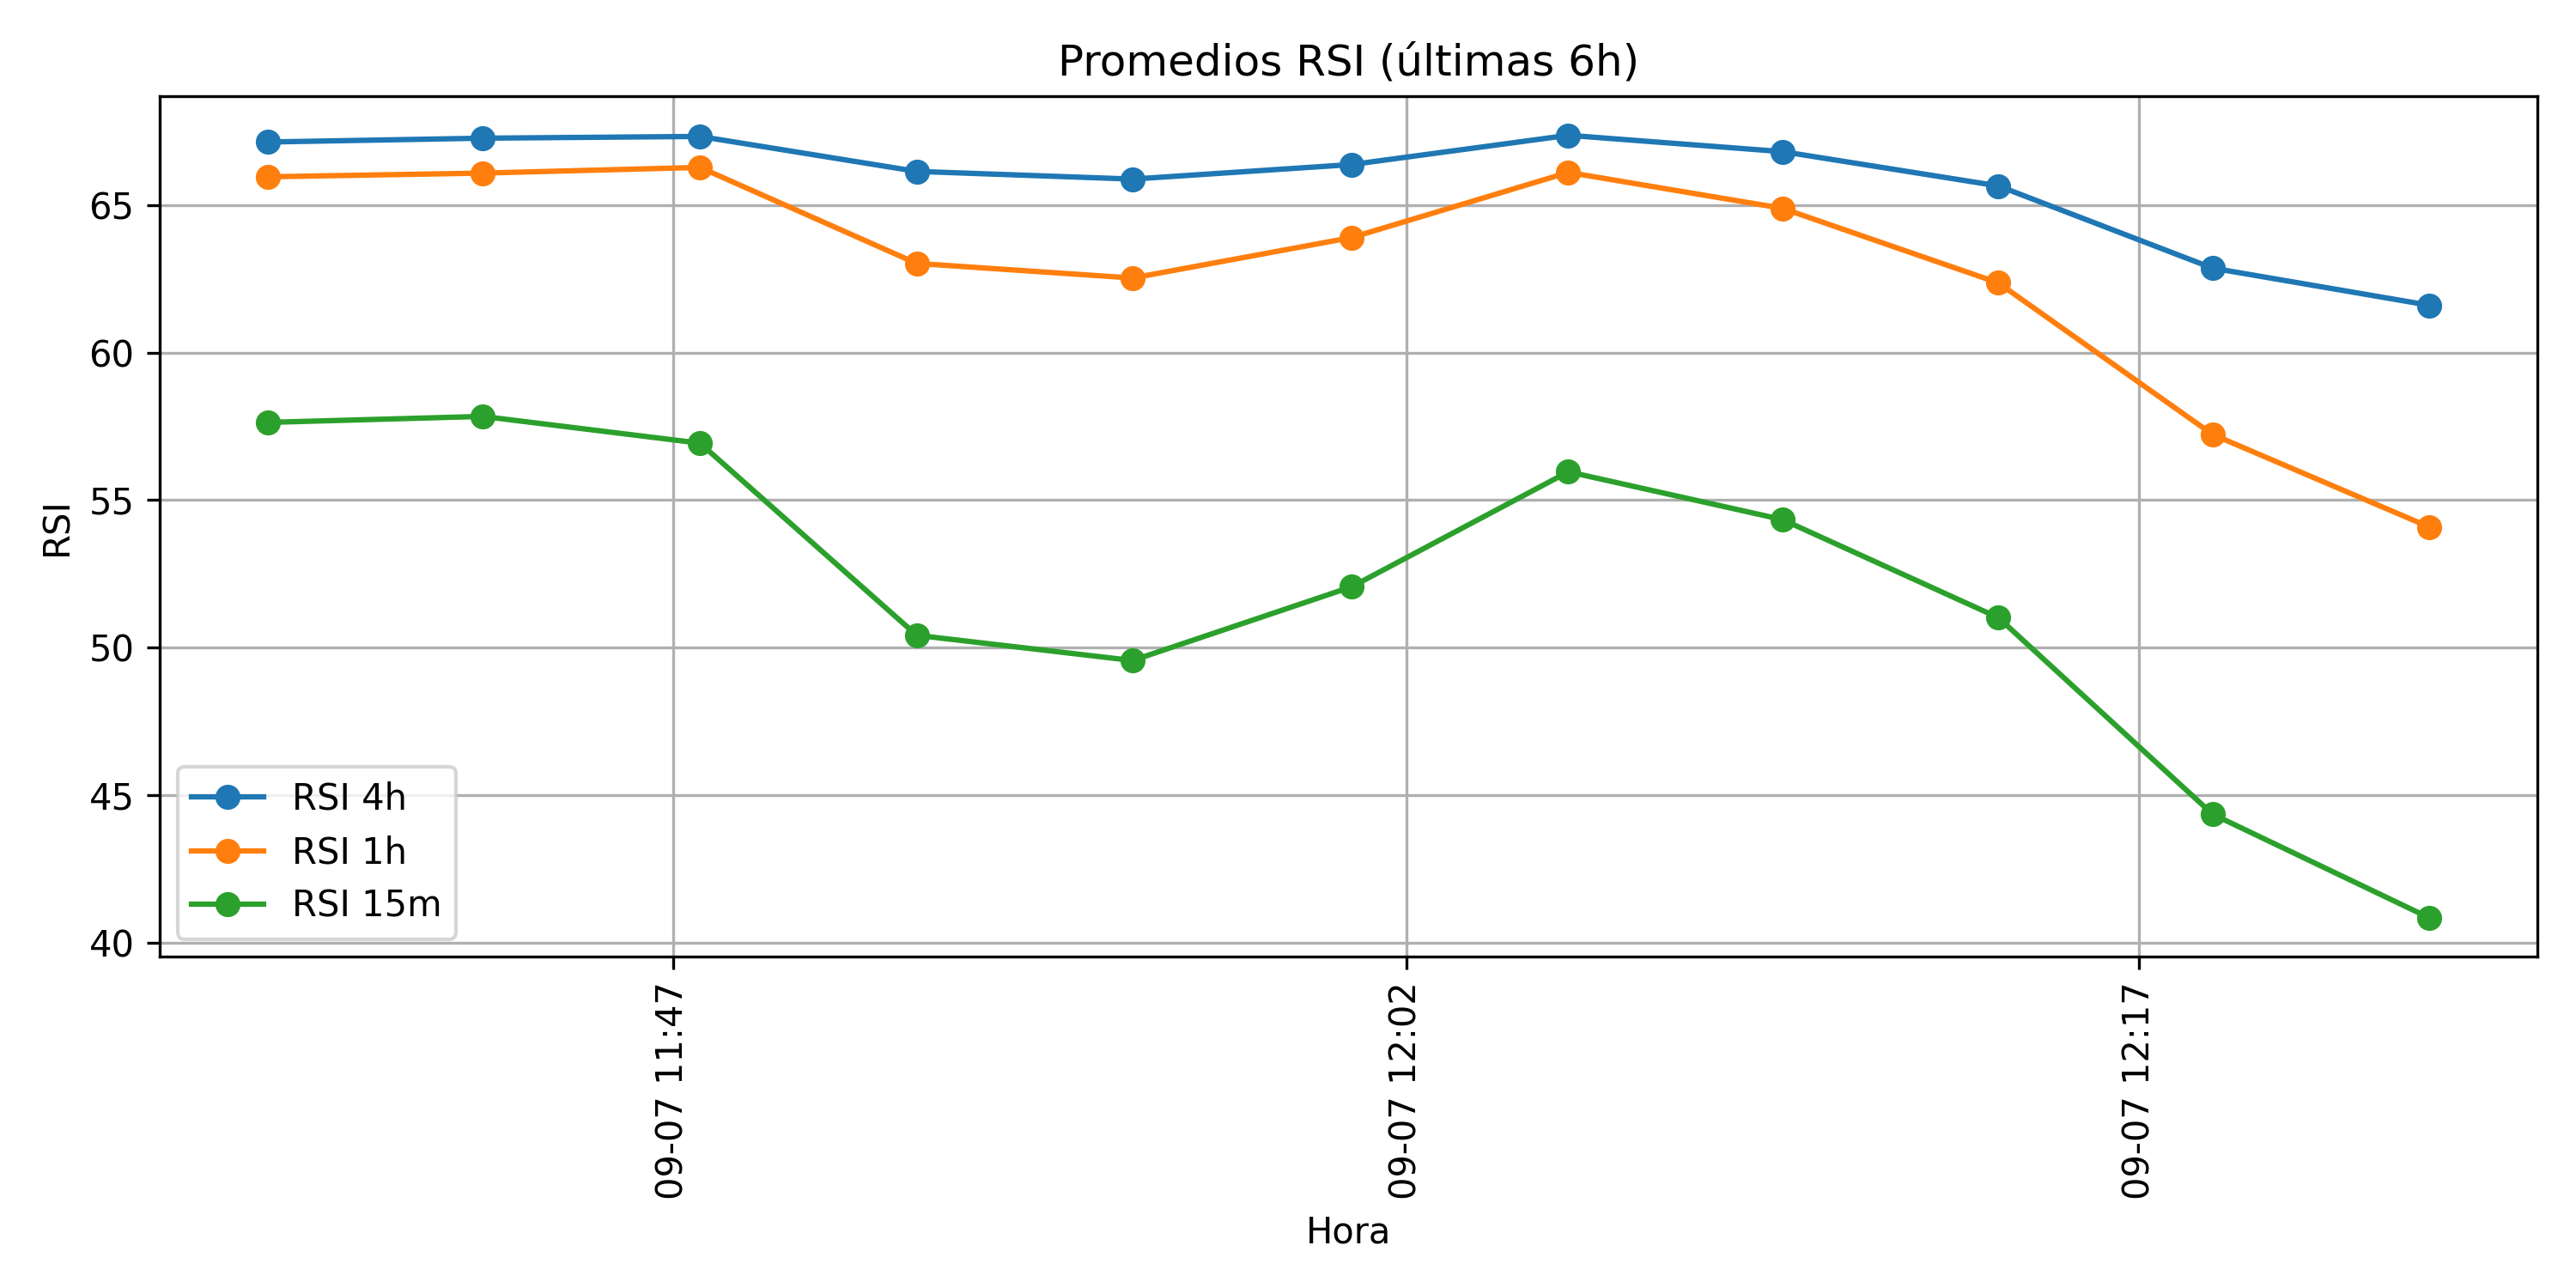 Promedios RSI (últimas 6h)
RSI
65
60
55
50
45
40
RSI 4h
RSI 1h
RSI 15m
09-07 11:47
09-07 12:02
09-07 12:17
Hora